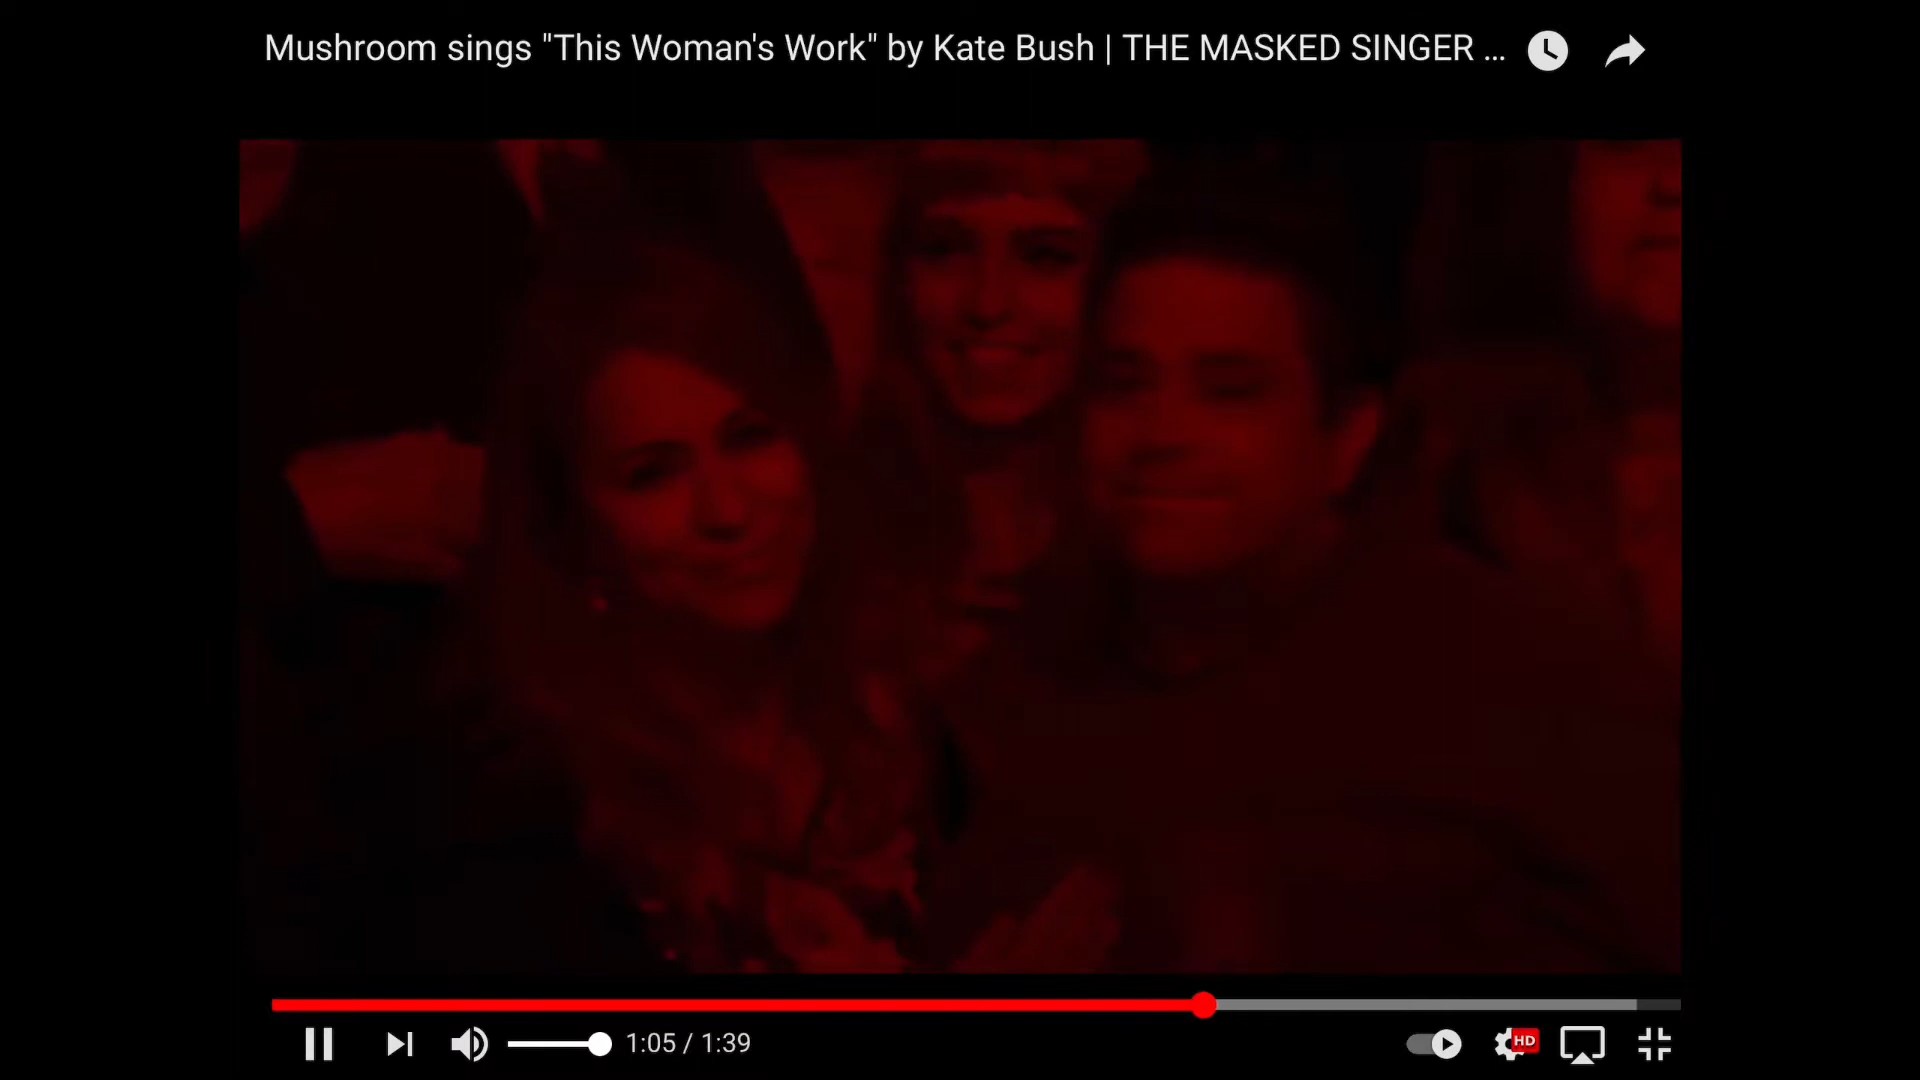 Mushroom sings "This Woman's Work" by Kate Bush | THE MASKED SINGER ...
1:05 / 1:39
HD